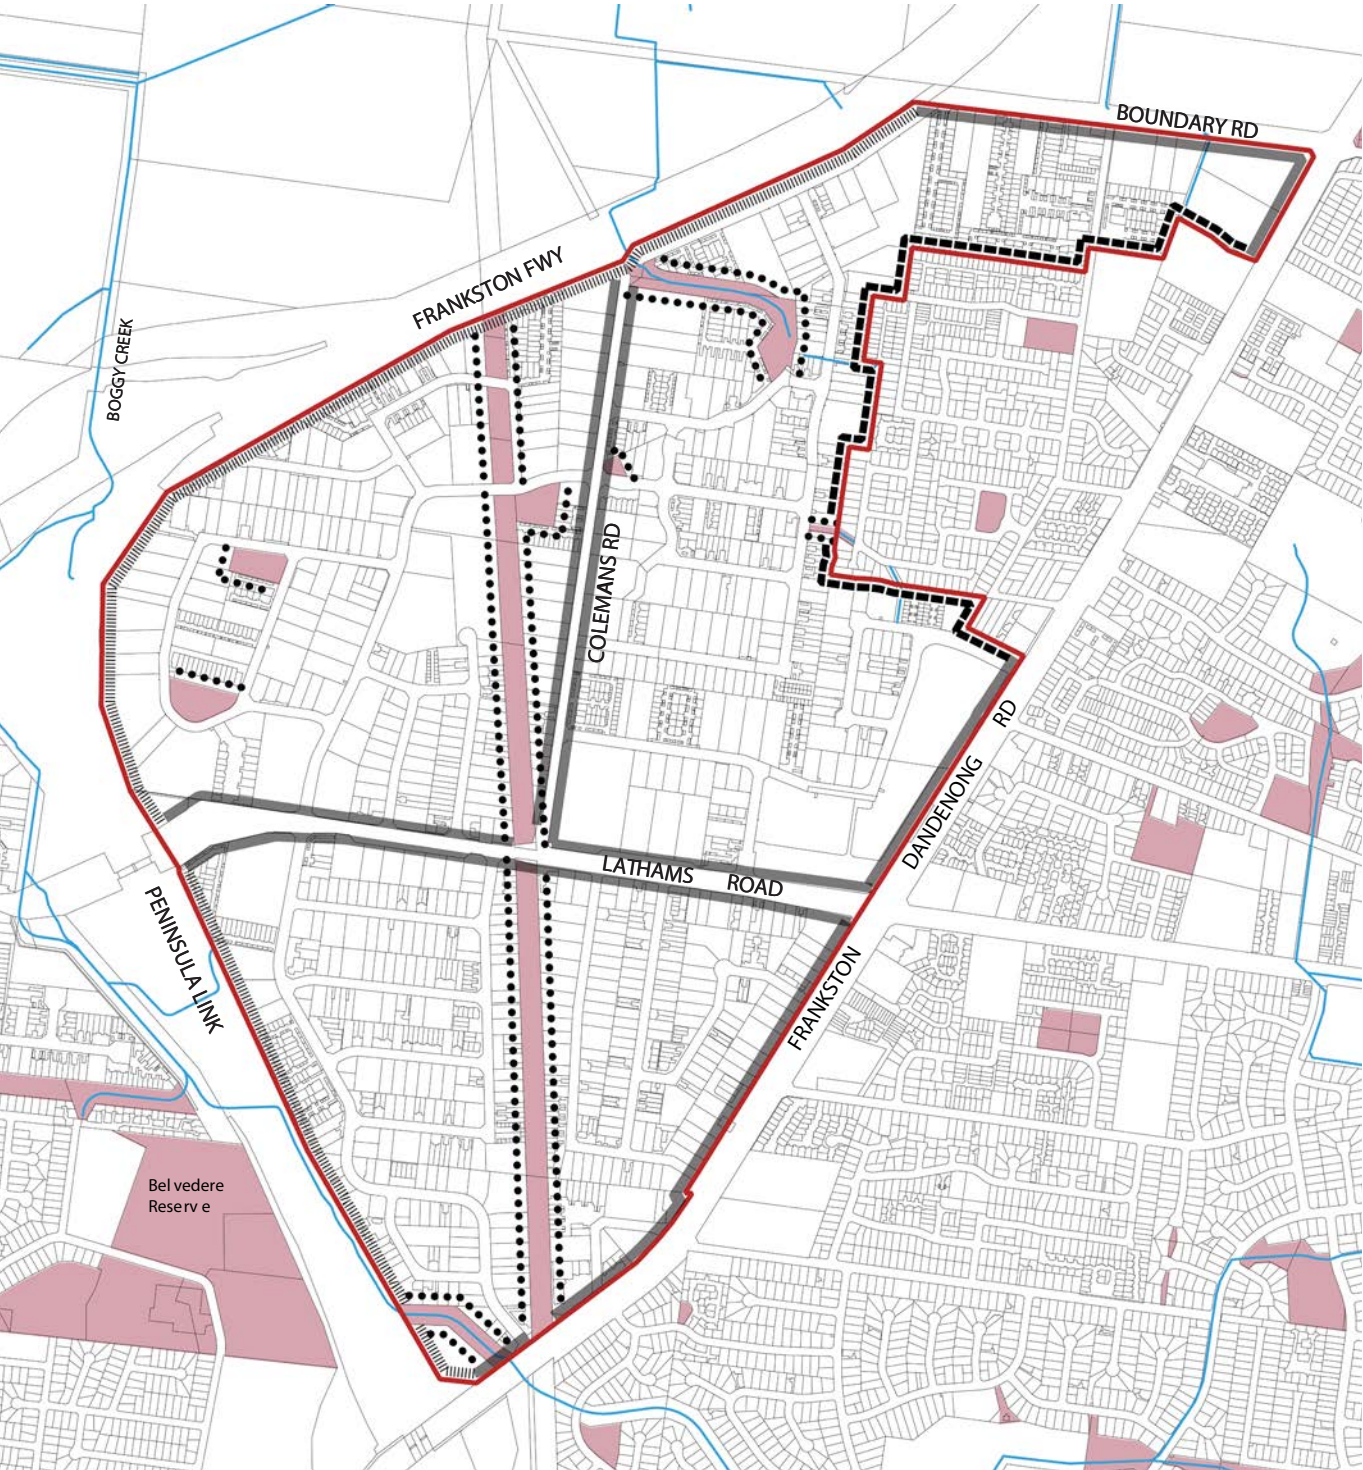 BOUNDARY RD
FRANKSTON FWY
BOGGY CREEK
COLEMANS RD
DANDENONG RD
LATHAMS ROAD
PENINSULA LINK
FRANKSTON
Bel vedere
Reserv e